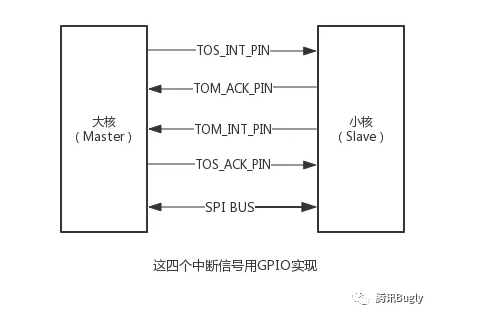 TOS_INT_PIN
TOM_ACK_PIN
大核
（Master）
TOM_INT_PIN
小核
（Slave）
TOS_ACK_PIN
SPI BUS
这四个中断信号用GPIO实现
腾讯Bugly